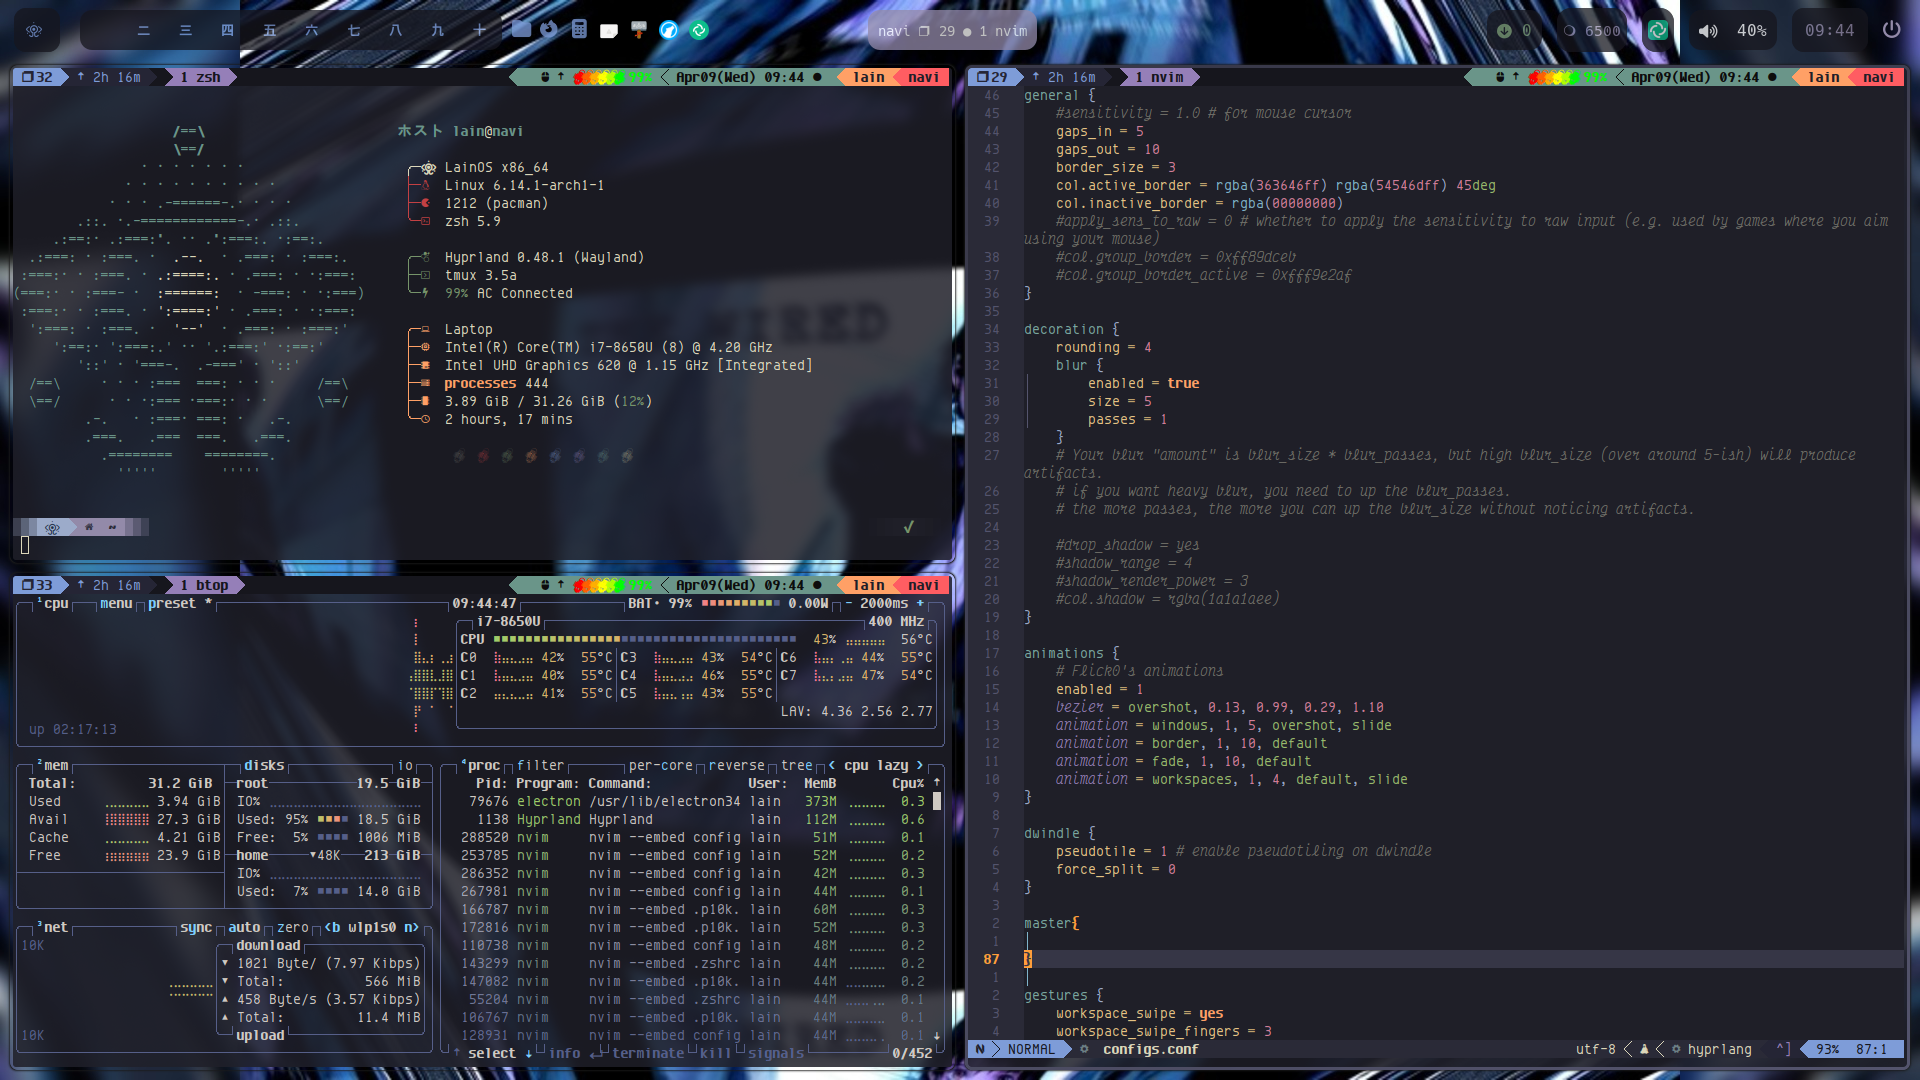 二 三 四 五 六 七 八 九 十
navi 29 ● 1 nvim
0 6500 40% 09:44
32 ↑ 2h 16m 1 zsh
↑ 99% Apr09(Wed) 09:44 ● lain navi
ホスト lain@navi
LainOS x86_64
Linux 6.14.1-arch1-1
1212 (pacman)
zsh 5.9
Hyprland 0.48.1 (Wayland)
tmux 3.5a
99% AC Connected
Laptop
Intel(R) Core(TM) i7-8650U (8) @ 4.20 GHz
Intel UHD Graphics 620 @ 1.15 GHz [Integrated]
processes 444
3.89 GiB / 31.26 GiB (12%)
2 hours, 17 mins
33 ↑ 2h 16m 1 btop
↑ 99% Apr09(Wed) 09:44 ● lain navi
¹cpu menu preset * 09:44:47 BAT· 99% 0.00W - 2000ms +
i7-8650U 400 MHz
CPU 43% 56°C
C0 42% 55°C C3 43% 54°C C6 44% 55°C
C1 40% 55°C C4 46% 55°C C7 47% 54°C
C2 41% 55°C C5 43% 55°C
LAV: 4.36 2.56 2.77
up 02:17:13
²mem
Total: 31.2 GiB
Used 3.94 GiB
Avail 27.3 GiB
Cache 4.21 GiB
Free 23.9 GiB
disks io
root 19.5 GiB
IO%
Used: 95% 18.5 GiB
Free: 5% 1006 MiB
home ▼48K 213 GiB
IO%
Used: 7% 14.0 GiB
³net sync auto zero <b wlp1s0 n>
10K
download
▼ 1021 Byte/ (7.97 Kibps)
▼ Total: 566 MiB
▲ 458 Byte/s (3.57 Kibps)
▲ Total: 11.4 MiB
upload
10K
⁴proc filter per-core reverse tree < cpu lazy >
Pid: Program: Command: User: MemB Cpu% ↑
79676 electron /usr/lib/electron34 lain 373M 0.3
1138 Hyprland Hyprland lain 112M 0.6
288520 nvim nvim --embed config lain 51M 0.1
253785 nvim nvim --embed config lain 52M 0.2
286352 nvim nvim --embed config lain 42M 0.3
267981 nvim nvim --embed config lain 44M 0.1
166787 nvim nvim --embed .p10k. lain 60M 0.3
172816 nvim nvim --embed .p10k. lain 52M 0.3
110738 nvim nvim --embed config lain 48M 0.2
143299 nvim nvim --embed .zshrc lain 44M 0.2
147082 nvim nvim --embed .p10k. lain 44M 0.2
55204 nvim nvim --embed .zshrc lain 44M 0.1
106767 nvim nvim --embed .p10k. lain 44M 0.1
128931 nvim nvim --embed config lain 44M 0.1 ↓
↑ select ↓ info ↵ terminate kill signals 0/452
29 ↑ 2h 16m 1 nvim
↑ 99% Apr09(Wed) 09:44 ● lain navi
46 general {
45 #sensitivity = 1.0 # for mouse cursor
44 gaps_in = 5
43 gaps_out = 10
42 border_size = 3
41 col.active_border = rgba(363646ff) rgba(54546dff) 45deg
40 col.inactive_border = rgba(00000000)
39 #apply_sens_to_raw = 0 # whether to apply the sensitivity to raw input (e.g. used by games where you aim
using your mouse)
38 #col.group_border = 0xff89dceb
37 #col.group_border_active = 0xfff9e2af
36 }
35
34 decoration {
33 rounding = 4
32 blur {
31 enabled = true
30 size = 5
29 passes = 1
28 }
27 # Your blur "amount" is blur_size * blur_passes, but high blur_size (over around 5-ish) will produce
artifacts.
26 # if you want heavy blur, you need to up the blur_passes.
25 # the more passes, the more you can up the blur_size without noticing artifacts.
24
23 #drop_shadow = yes
22 #shadow_range = 4
21 #shadow_render_power = 3
20 #col.shadow = rgba(1a1a1aee)
19 }
18
17 animations {
16 # Flick0's animations
15 enabled = 1
14 bezier = overshot, 0.13, 0.99, 0.29, 1.10
13 animation = windows, 1, 5, overshot, slide
12 animation = border, 1, 10, default
11 animation = fade, 1, 10, default
10 animation = workspaces, 1, 4, default, slide
9 }
8
7 dwindle {
6 pseudotile = 1 # enable pseudotiling on dwindle
5 force_split = 0
4 }
3
2 master{
1
87 }
1
2 gestures {
3 workspace_swipe = yes
4 workspace_swipe_fingers = 3
N NORMAL configs.conf utf-8 hyprlang ^] 93% 87:1